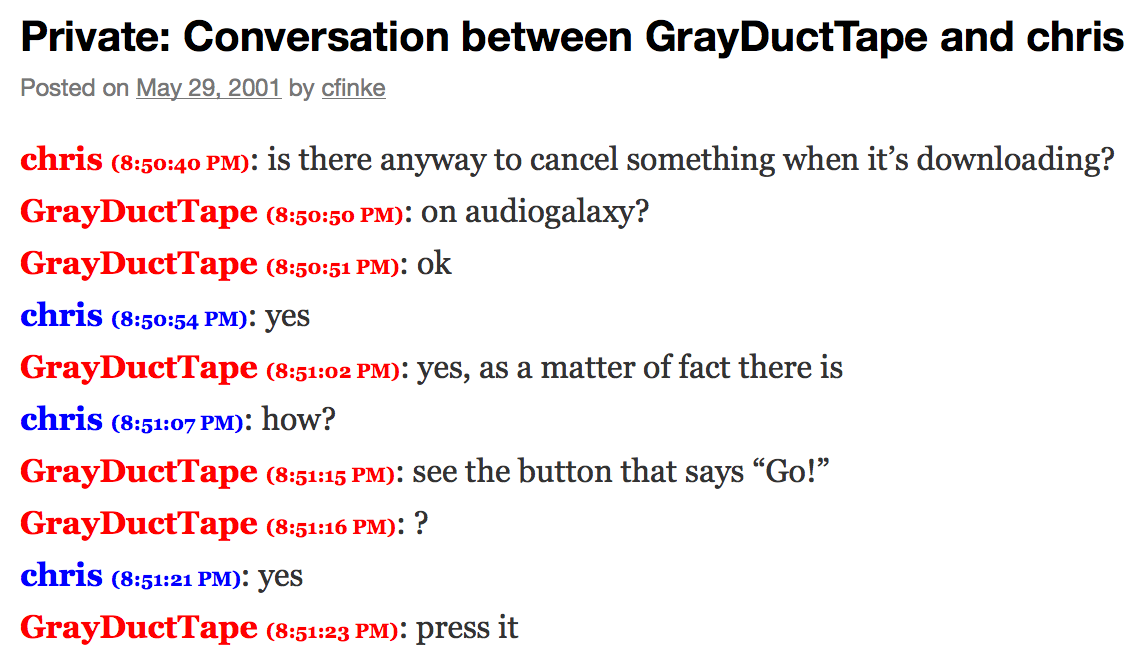 Private: Conversation between GrayDuctTape and chris
Posted on May 29, 2001 by cfinke
chris (8:50:40 PM): is there anyway to cancel something when it’s downloading?
GrayDuctTape (8:50:50 PM): on audiogalaxy?
GrayDuctTape (8:50:51 PM): ok
chris (8:50:54 PM): yes
GrayDuctTape (8:51:02 PM): yes, as a matter of fact there is
chris (8:51:07 PM): how?
GrayDuctTape (8:51:15 PM): see the button that says “Go!”
GrayDuctTape (8:51:16 PM): ?
chris (8:51:21 PM): yes
GrayDuctTape (8:51:23 PM): press it